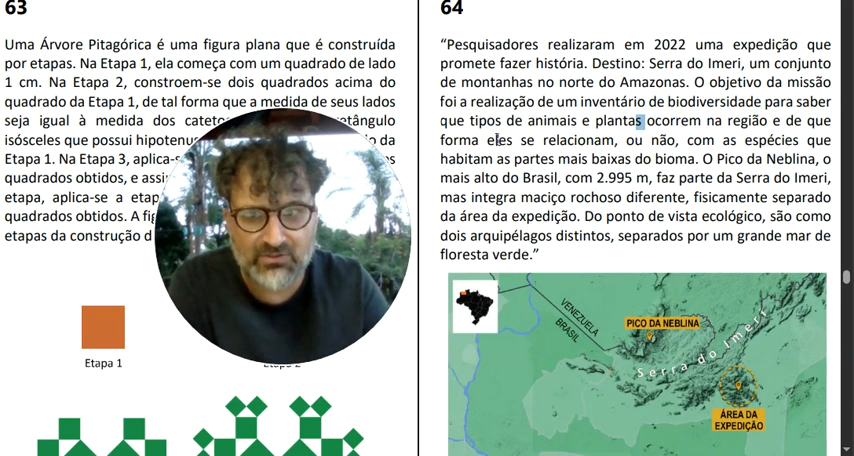 63
Uma Árvore Pitagórica é uma figura plana que é construída
por etapas. Na Etapa 1, ela começa com um quadrado de lado
1 cm. Na Etapa 2, constroem-se dois quadrados acima do
quadrado da Etapa 1, de tal forma que a medida de seus lados
seja igual à medida dos
isósceles que possui
Etapa 1. Na Etapa 3,
quadrados obtidos, e
etapa, aplica-se a
quadrados obtidos. A
etapas da construção
Etapa 1
64
“Pesquisadores realizaram em 2022 uma expedição que
promete fazer história. Destino: Serra do Imeri, um conjunto
de montanhas no norte do Amazonas. O objetivo da missão
foi a realização de um inventário de biodiversidade para saber
que tipos de animais e plantas ocorrem na região e de que
forma eles se relacionam, ou não, com as espécies que
habitam as partes mais baixas do bioma. O Pico da Neblina, o
mais alto do Brasil, com 2.995 m, faz parte da Serra do Imeri,
mas integra maciço rochoso diferente, fisicamente separado
da área da expedição. Do ponto de vista ecológico, são como
dois arquipélagos distintos, separados por um grande mar de
floresta verde.”
VENEZUELA
BRASIL
PICO DA NEBLINA
Serra do Imeri
ÁREA DA
EXPEDIÇÃO